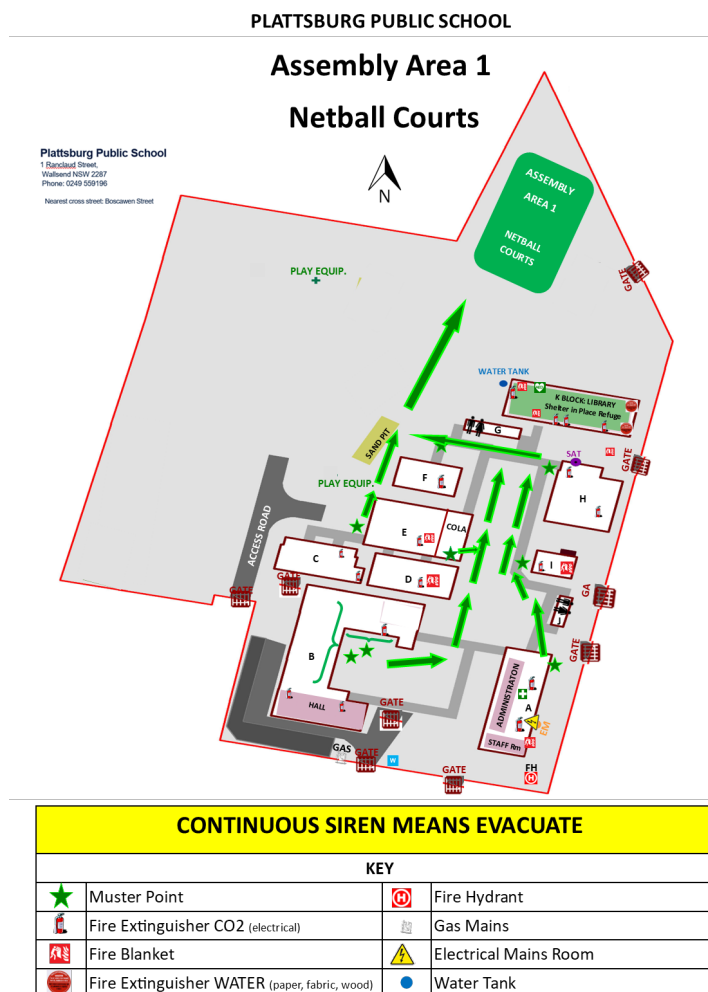 PLATTSBURG PUBLIC SCHOOL
Assembly Area 1
Netball Courts
Plattsburg Public School
1 Ranclaud Street,
Wallsend NSW 2287
Phone: 0249 559196
Nearest cross street: Boscawen Street
N
ASSEMBLY
AREA 1
NETBALL
COURTS
GATE
PLAY EQUIP.
WATER TANK
K BLOCK: LIBRARY
Shelter in Place Refuge
G
SAND PIT
SAT
GATE
F
H
PLAY EQUIP.
ACCESS ROAD
E
COLA
C
D
I
GATE
GATE
GA
J
GATE
B
ADMINISTRATON
A
HALL
GATE
EM
STAFF Rm
GAS
GATE
W
FH
H
GATE
CONTINUOUS SIREN MEANS EVACUATE
KEY
Muster Point
Fire Hydrant
Fire Extinguisher CO2 (electrical)
Gas Mains
Fire Blanket
Electrical Mains Room
Fire Extinguisher WATER (paper, fabric, wood)
Water Tank